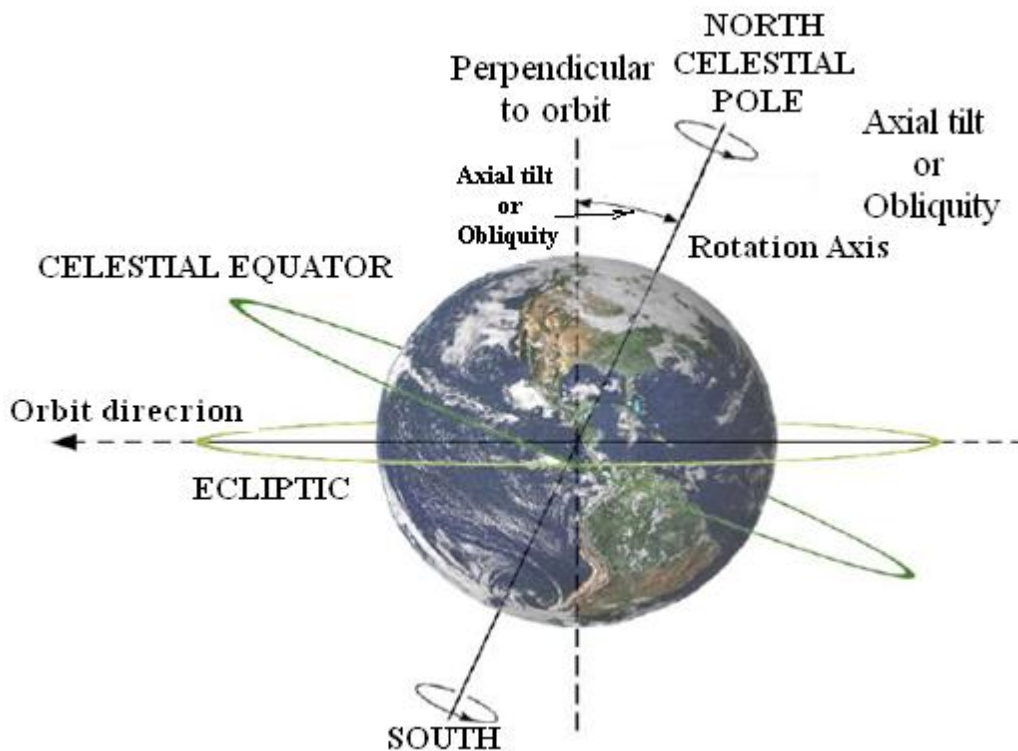 NORTH
CELESTIAL
POLE
Perpendicular
to orbit
Axial tilt
or
Obliquity
Axial tilt
or
Obliquity
Rotation Axis
CELESTIAL EQUATOR
Orbit direcrion
ECLIPTIC
SOUTH